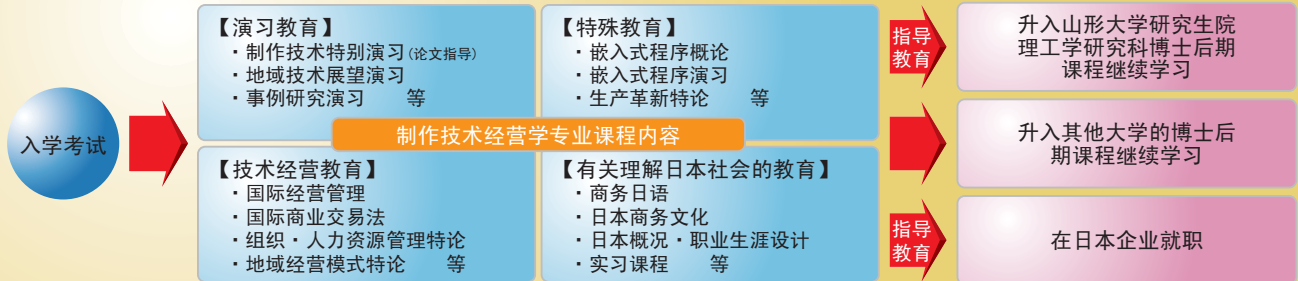 入学考试
【演习教育】
・制作技术特别演习(论文指导)
・地域技术展望演习
・事例研究演习 等
【特殊教育】
・嵌入式程序概论
・嵌入式程序演习
・生产革新特论 等
制作技术经营学专业课程内容
【技术经营教育】
・国际经营管理
・国际商业交易法
・组织・人力资源管理特论
・地域经营模式特论 等
【有关理解日本社会的教育】
・商务日语
・日本商务文化
・日本概况・职业生涯设计
・实习课程 等
指导
教育
升入山形大学研究生院
理工学研究科博士后期
课程继续学习
升入其他大学的博士后
期课程继续学习
指导
教育
在日本企业就职